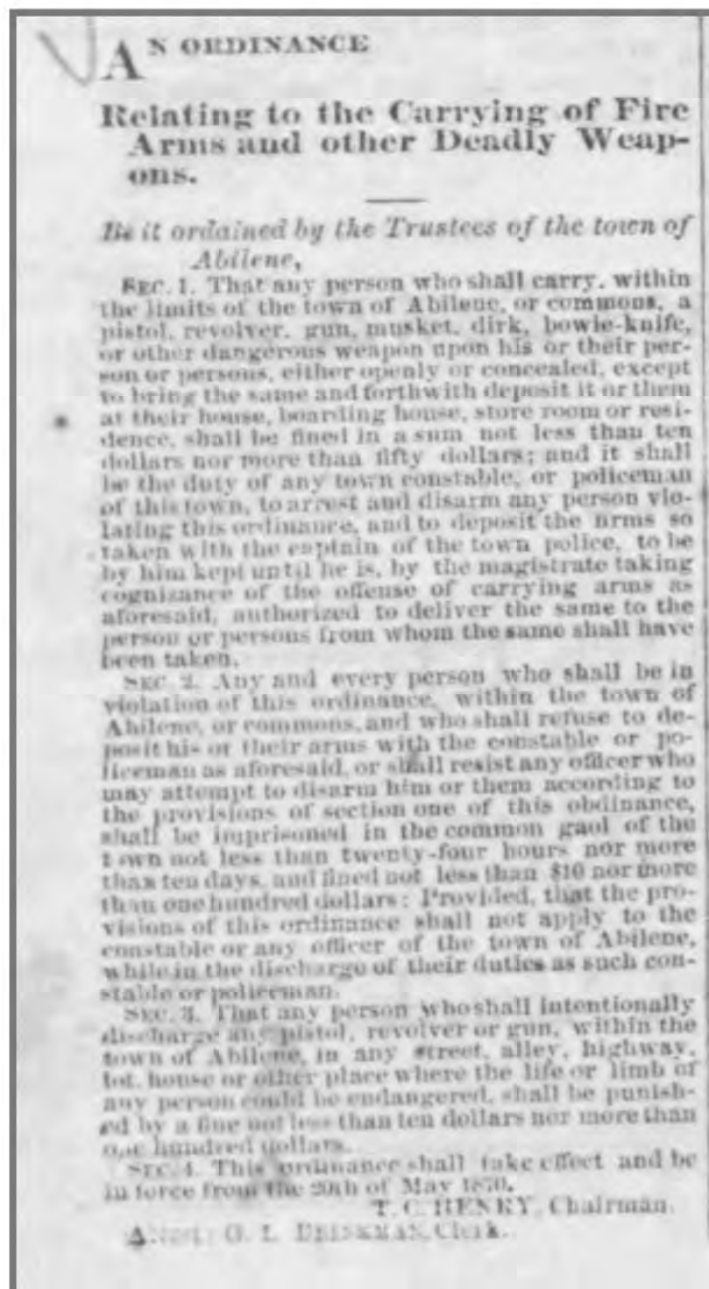 AN ORDINANCE
Relating to the Carrying of Fire
Arms and other Deadly Weap-
ons.
Be it ordained by the Trustees of the town of
Abilene,
SEC. 1. That any person who shall carry, within
the limits of the town of Abilene, or commons, a
pistol, revolver, gun, musket, dirk, bowie-knife,
or other dangerous weapon upon his or their per-
son or persons, either openly or concealed, except
to bring the same and forthwith deposit it or them
at their house, boarding house, store room or resi-
dence, shall be fined in a sum not less than ten
dollars nor more than fifty dollars; and it shall
be the duty of any town constable, or policeman
of this town, to arrest and disarm any person vio-
lating this ordinance, and to deposit the arms so
taken with the captain of the town police, to be
by him kept until he is, by the magistrate taking
cognizance of the offense of carrying arms as
aforesaid, authorized to deliver the same to the
person or persons from whom the same shall have
been taken.
SEC. 2. Any and every person who shall be in
violation of this ordinance, within the town of
Abilene, or commons, and who shall refuse to de-
posit his or their arms with the constable or po-
liceman as aforesaid, or shall resist any officer who
may attempt to disarm him or them according to
the provisions of section one of this obdinance,
shall be imprisoned in the common gaol of the
town not less than twenty-four hours nor more
than ten days, and fined not less than $10 nor more
than one hundred dollars: Provided, that the pro-
visions of this ordinance shall not apply to the
constable or any officer of the town of Abilene,
while in the discharge of their duties as such con-
stable or policeman.
SEC. 3. That any person who shall intentionally
discharge any pistol, revolver or gun, within the
town of Abilene, in any street, alley, highway,
lot, house or other place where the life or limb of
any person could be endangered, shall be punish-
ed by a fine not less than ten dollars nor more than
one hundred dollars.
SEC. 4. This ordinance shall take effect and be
in force from the 20th of May 1870.
T. C. HENRY, Chairman.
Attest: Clerk.